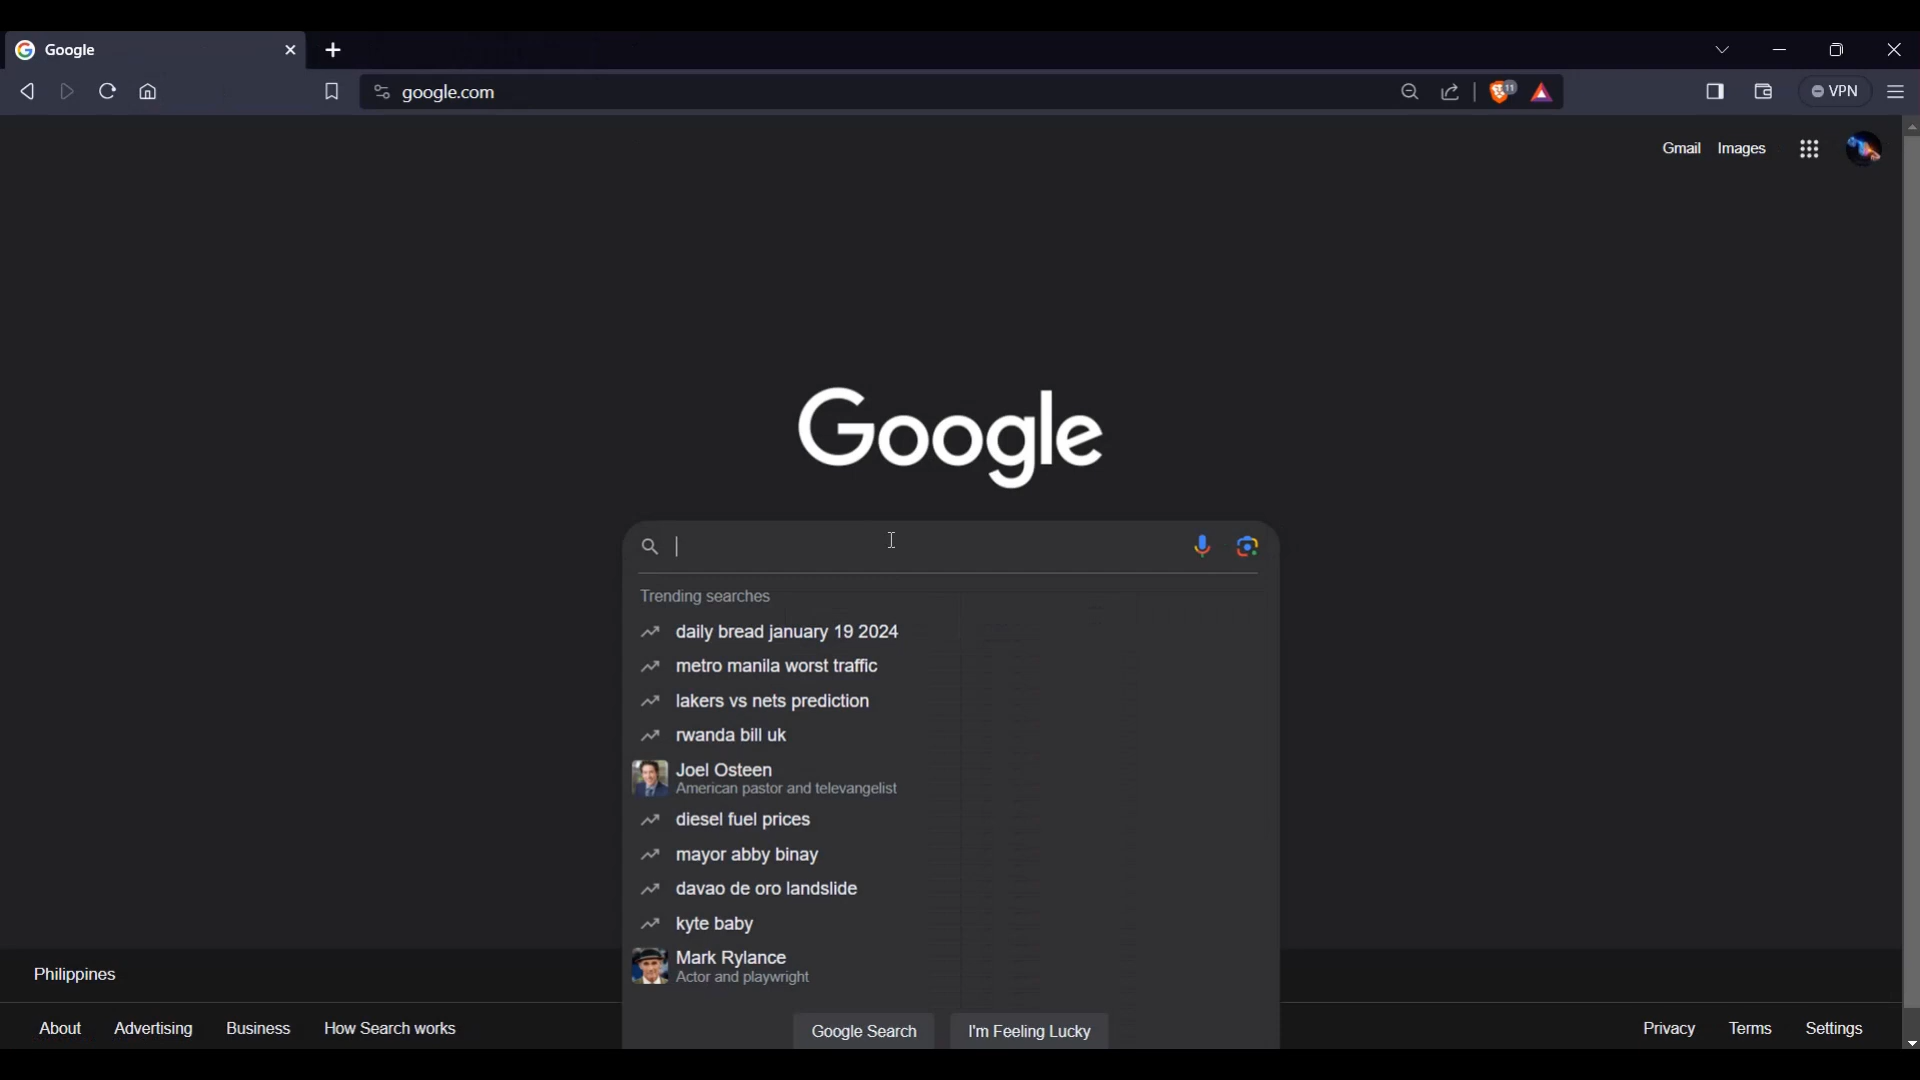 Google
google.com
11
VPN
Gmail Images
Google
Trending searches
daily bread january 19 2024
metro manila worst traffic
lakers vs nets prediction
rwanda bill uk
Joel Osteen
American pastor and televangelist
diesel fuel prices
mayor abby binay
davao de oro landslide
kyte baby
Mark Rylance
Actor and playwright
Google Search I'm Feeling Lucky
Philippines
About Advertising Business How Search works Privacy Terms Settings